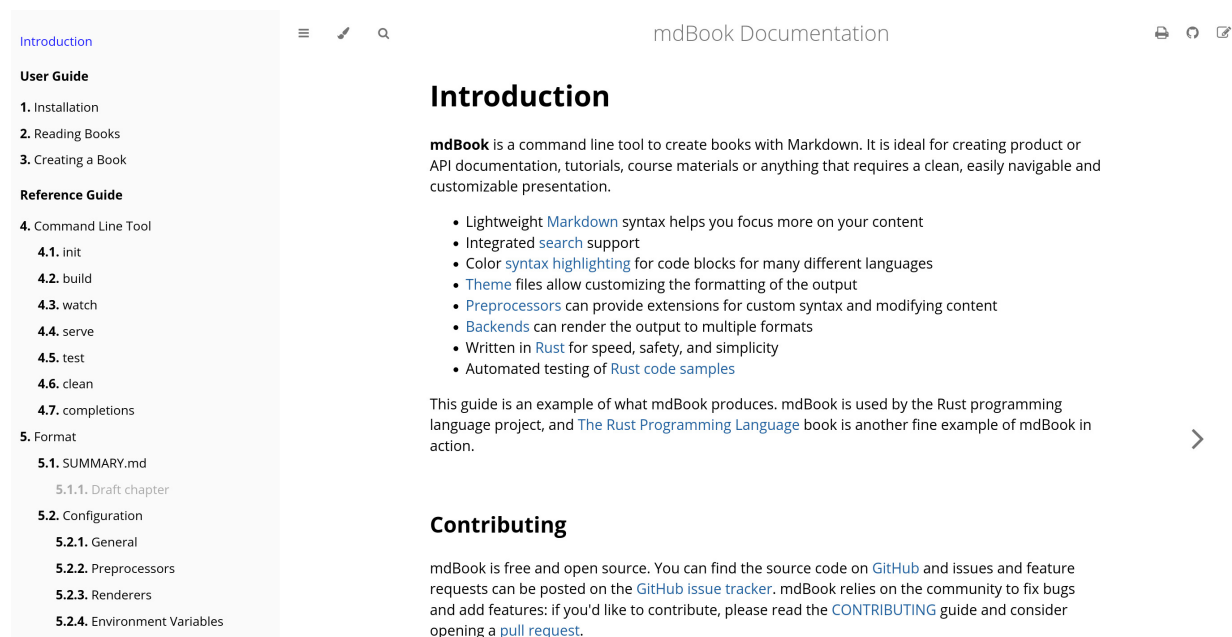 Introduction
User Guide
1. Installation
2. Reading Books
3. Creating a Book
Reference Guide
4. Command Line Tool
4.1. init
4.2. build
4.3. watch
4.4. serve
4.5. test
4.6. clean
4.7. completions
5. Format
5.1. SUMMARY.md
5.1.1. Draft chapter
5.2. Configuration
5.2.1. General
5.2.2. Preprocessors
5.2.3. Renderers
5.2.4. Environment Variables
mdBook Documentation
Introduction
mdBook is a command line tool to create books with Markdown. It is ideal for creating product or
API documentation, tutorials, course materials or anything that requires a clean, easily navigable and
customizable presentation.
• Lightweight Markdown syntax helps you focus more on your content
• Integrated search support
• Color syntax highlighting for code blocks for many different languages
• Theme files allow customizing the formatting of the output
• Preprocessors can provide extensions for custom syntax and modifying content
• Backends can render the output to multiple formats
• Written in Rust for speed, safety, and simplicity
• Automated testing of Rust code samples
This guide is an example of what mdBook produces. mdBook is used by the Rust programming
language project, and The Rust Programming Language book is another fine example of mdBook in
action.
Contributing
mdBook is free and open source. You can find the source code on GitHub and issues and feature
requests can be posted on the GitHub issue tracker. mdBook relies on the community to fix bugs
and add features: if you'd like to contribute, please read the CONTRIBUTING guide and consider
opening a pull request.